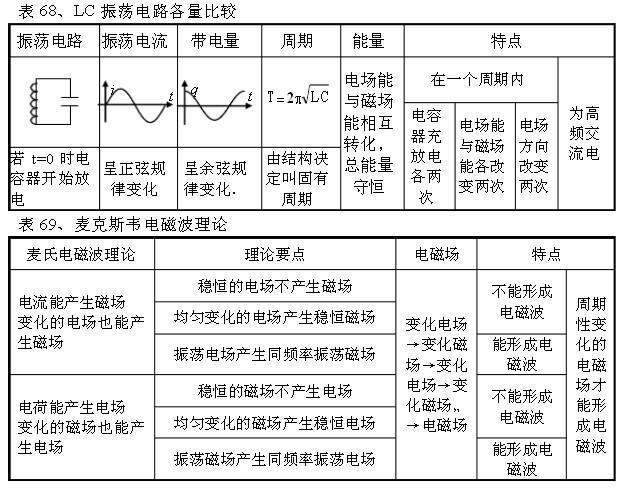 表 68、LC 振荡电路各量比较
振荡电路
振荡电流
带电量
周期
能量
特点
i
t
q
t
T=2π√LC
电场能
与磁场
能相互
转化，
总能量
守恒
在一个周期内
电容
器充
放电
各两
次
电场能
与磁场
能各改
变两次
电场
方向
改变
两次
为高
频交
流电
若 t=0 时电
容器开始放
电
呈正弦规
律变化
呈余弦规
律变化.
由结构决
定叫固有
周期
表 69、麦克斯韦电磁波理论
麦氏电磁波理论
理论要点
电磁场
特点
电流能产生磁场
变化的电场也能产
生磁场
稳恒的电场不产生磁场
均匀变化的电场产生稳恒磁场
振荡电场产生同频率振荡磁场
变化电场
→变化磁
场→变化
电场→变
化磁场„
→电磁场
不能形成
电磁波
能形成电
磁波
周期
性变
化的
电磁
场才
能形
成电
磁波
电荷能产生电场
变化的磁场也能产
生电场
稳恒的磁场不产生电场
均匀变化的磁场产生稳恒电场
振荡磁场产生同频率振荡电场
不能形成
电磁波
能形成电
磁波